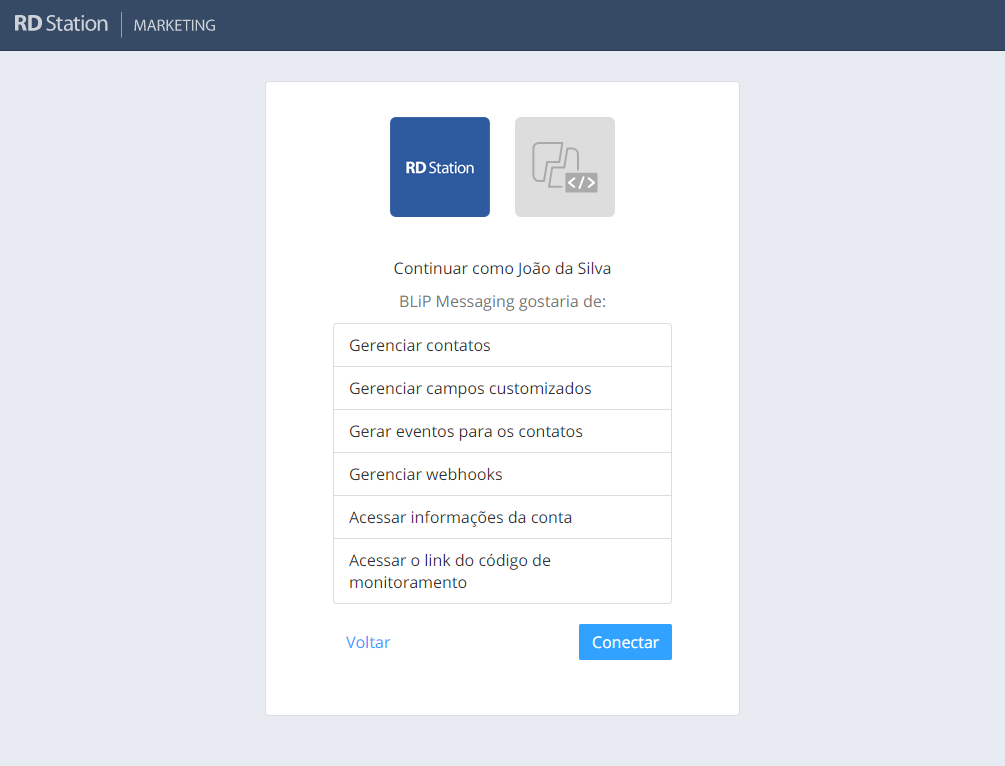 RD Station MARKETING
RD Station
</>
Continuar como João da Silva
BLiP Messaging gostaria de:
Gerenciar contatos
Gerenciar campos customizados
Gerar eventos para os contatos
Gerenciar webhooks
Acessar informações da conta
Acessar o link do código de
monitoramento
Voltar Conectar